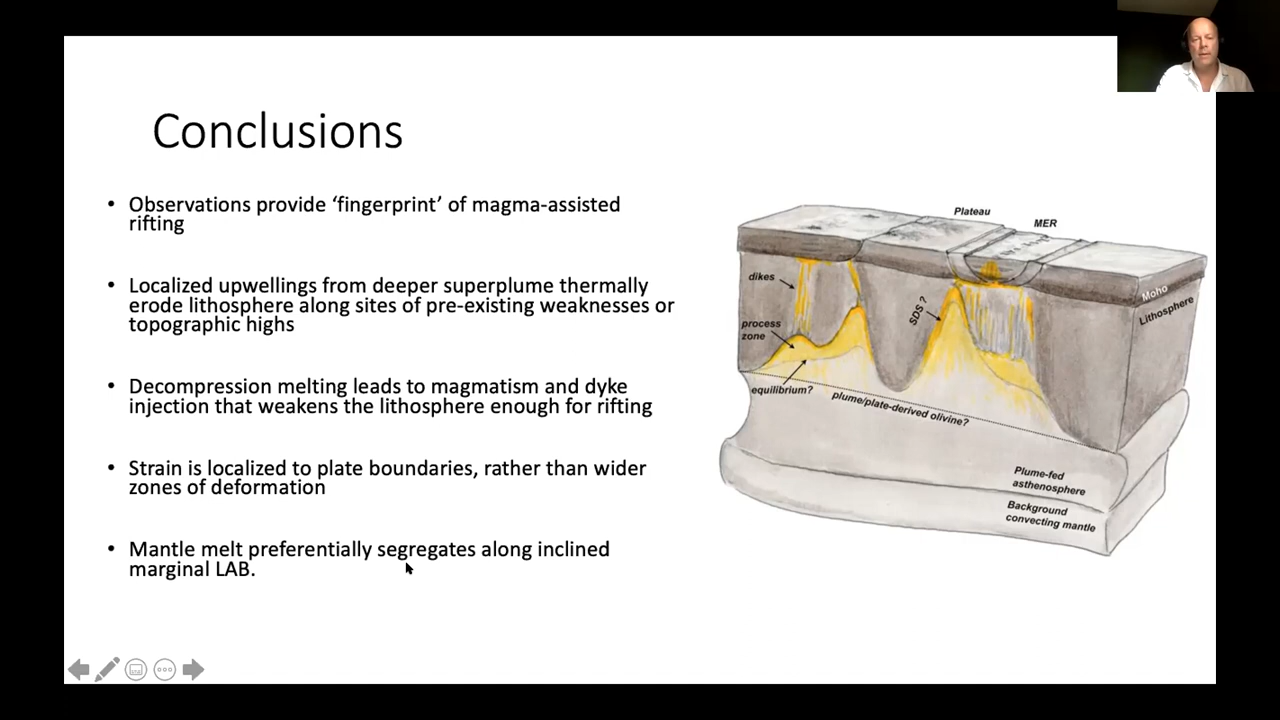 Conclusions
• Observations provide ‘fingerprint’ of magma-assisted
rifting
• Localized upwellings from deeper superplume thermally
erode lithosphere along sites of pre-existing weaknesses or
topographic highs
• Decompression melting leads to magmatism and dyke
injection that weakens the lithosphere enough for rifting
• Strain is localized to plate boundaries, rather than wider
zones of deformation
• Mantle melt preferentially segregates along inclined
marginal LAB.
Plateau
MER
dikes
Moho
Lithosphere
SDS ?
process
zone
equilibrium?
plume/plate-derived olivine?
Plume-fed
asthenosphere
Background
convecting mantle